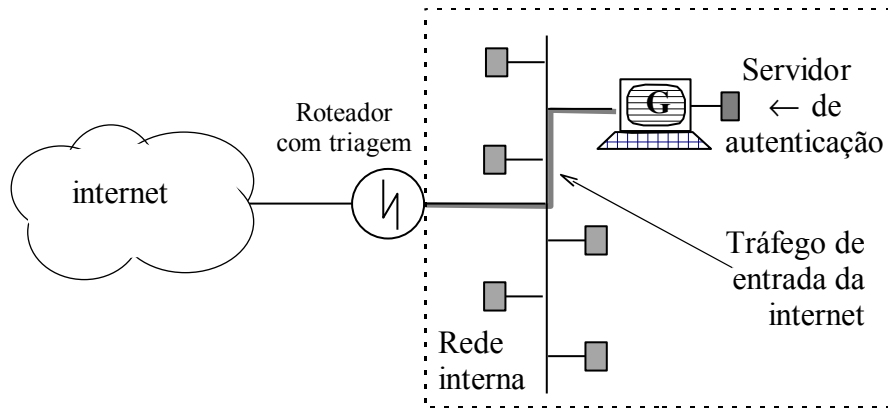 internet
Roteador
com triagem
G
Servidor
← de
autenticação
Tráfego de
entrada da
internet
Rede
interna